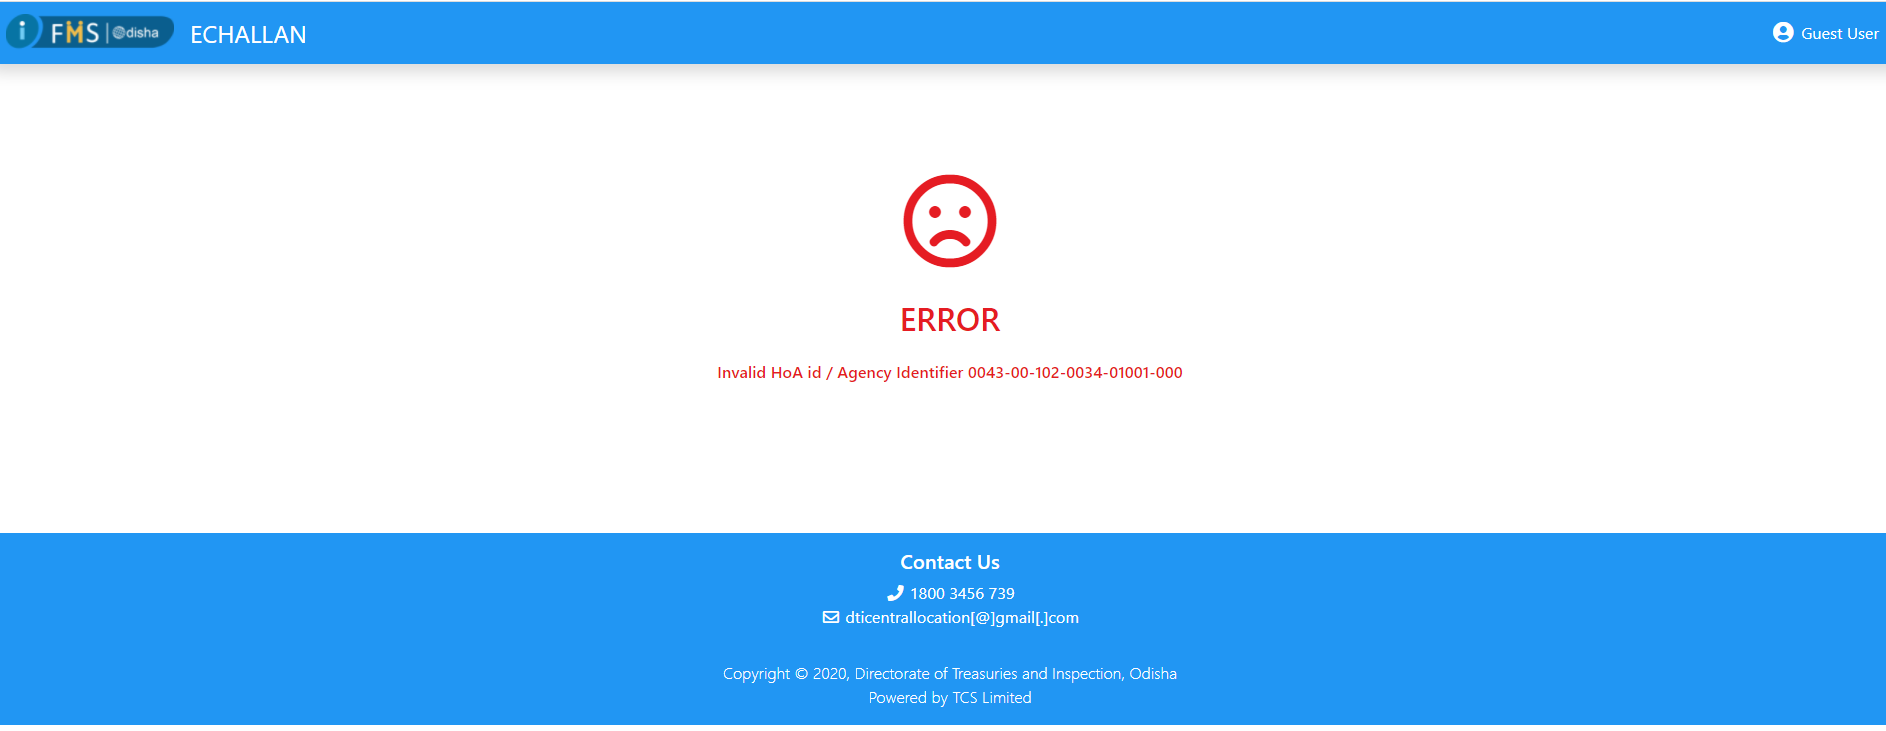 i FMS | Odisha ECHALLAN Guest User
ERROR
Invalid HoA id / Agency Identifier 0043-00-102-0034-01001-000
Contact Us
1800 3456 739
dticentrallocation[@]gmail[.]com
Copyright © 2020, Directorate of Treasuries and Inspection, Odisha
Powered by TCS Limited